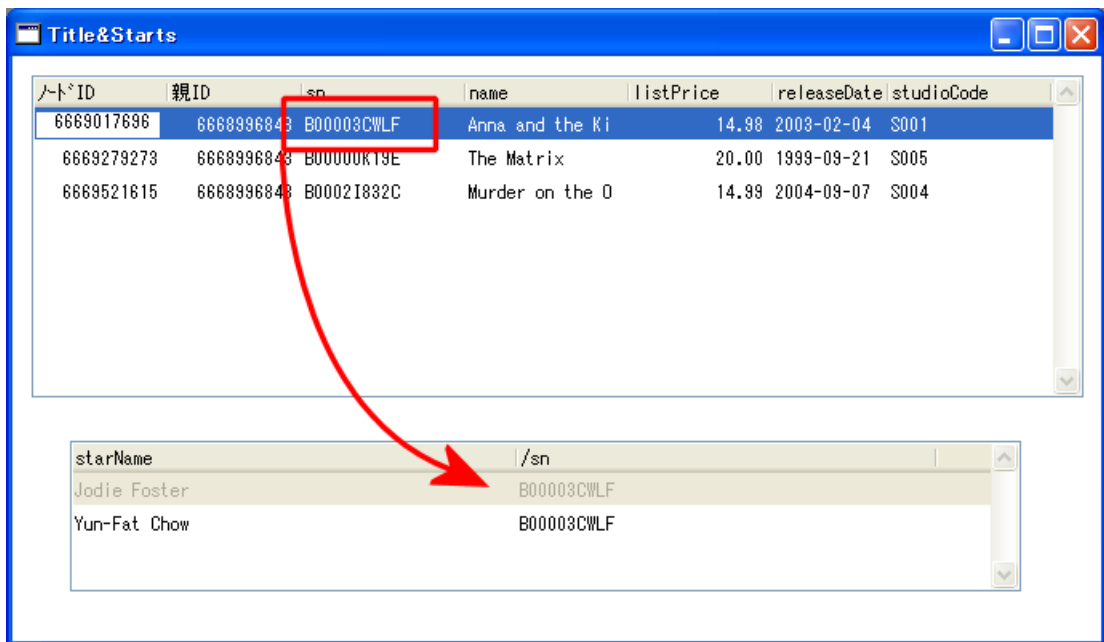 Title&Starts
ﾉｰﾄﾞID 親ID sn name listPrice releaseDate studioCode
6669017696 6668996843 B00003CWLF Anna and the Ki 14.98 2003-02-04 S001
6669279273 6668996843 B00000K19E The Matrix 20.00 1999-09-21 S005
6669521615 6668996843 B0002I832C Murder on the O 14.99 2004-09-07 S004
starName /sn
Jodie Foster B00003CWLF
Yun-Fat Chow B00003CWLF